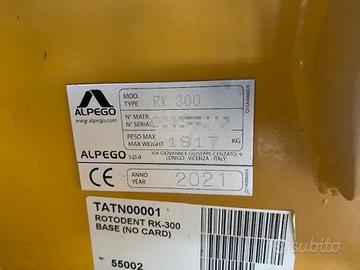 ALPEGO
www.alpego.com
MOD.
TYPE RK 300
N° MATR.
N° SERIAL
PESO MAX
MAX WEIGHT 1817 KG
ALPEGO s.p.a
VIA GIOVANNI E GIUSEPPE CENZATO, 9
LONIGO - VICENZA - ITALY
CE ANNO
YEAR 2021
TATN00001
ROTODENT RK-300
BASE (NO CARD)
Nr. 55002
subito